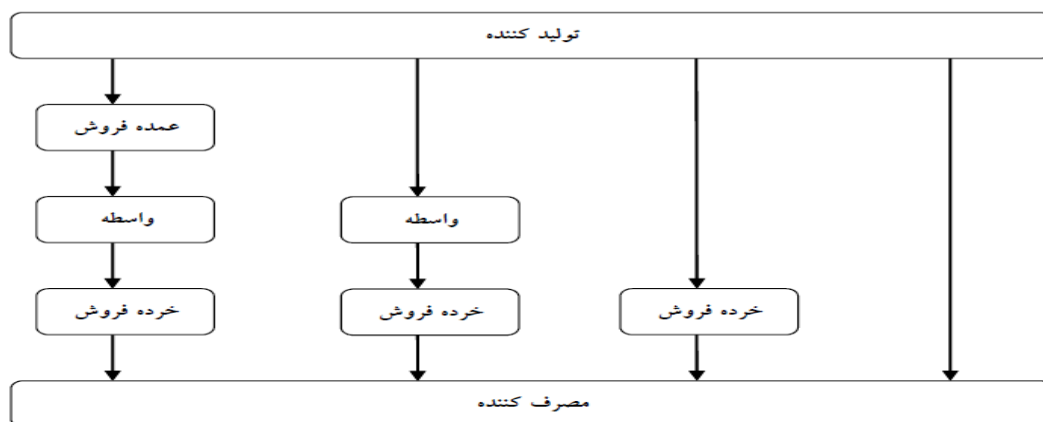 تولید کننده
عمده فروش
واسطه
واسطه
خرده فروش
خرده فروش
خرده فروش
مصرف کننده